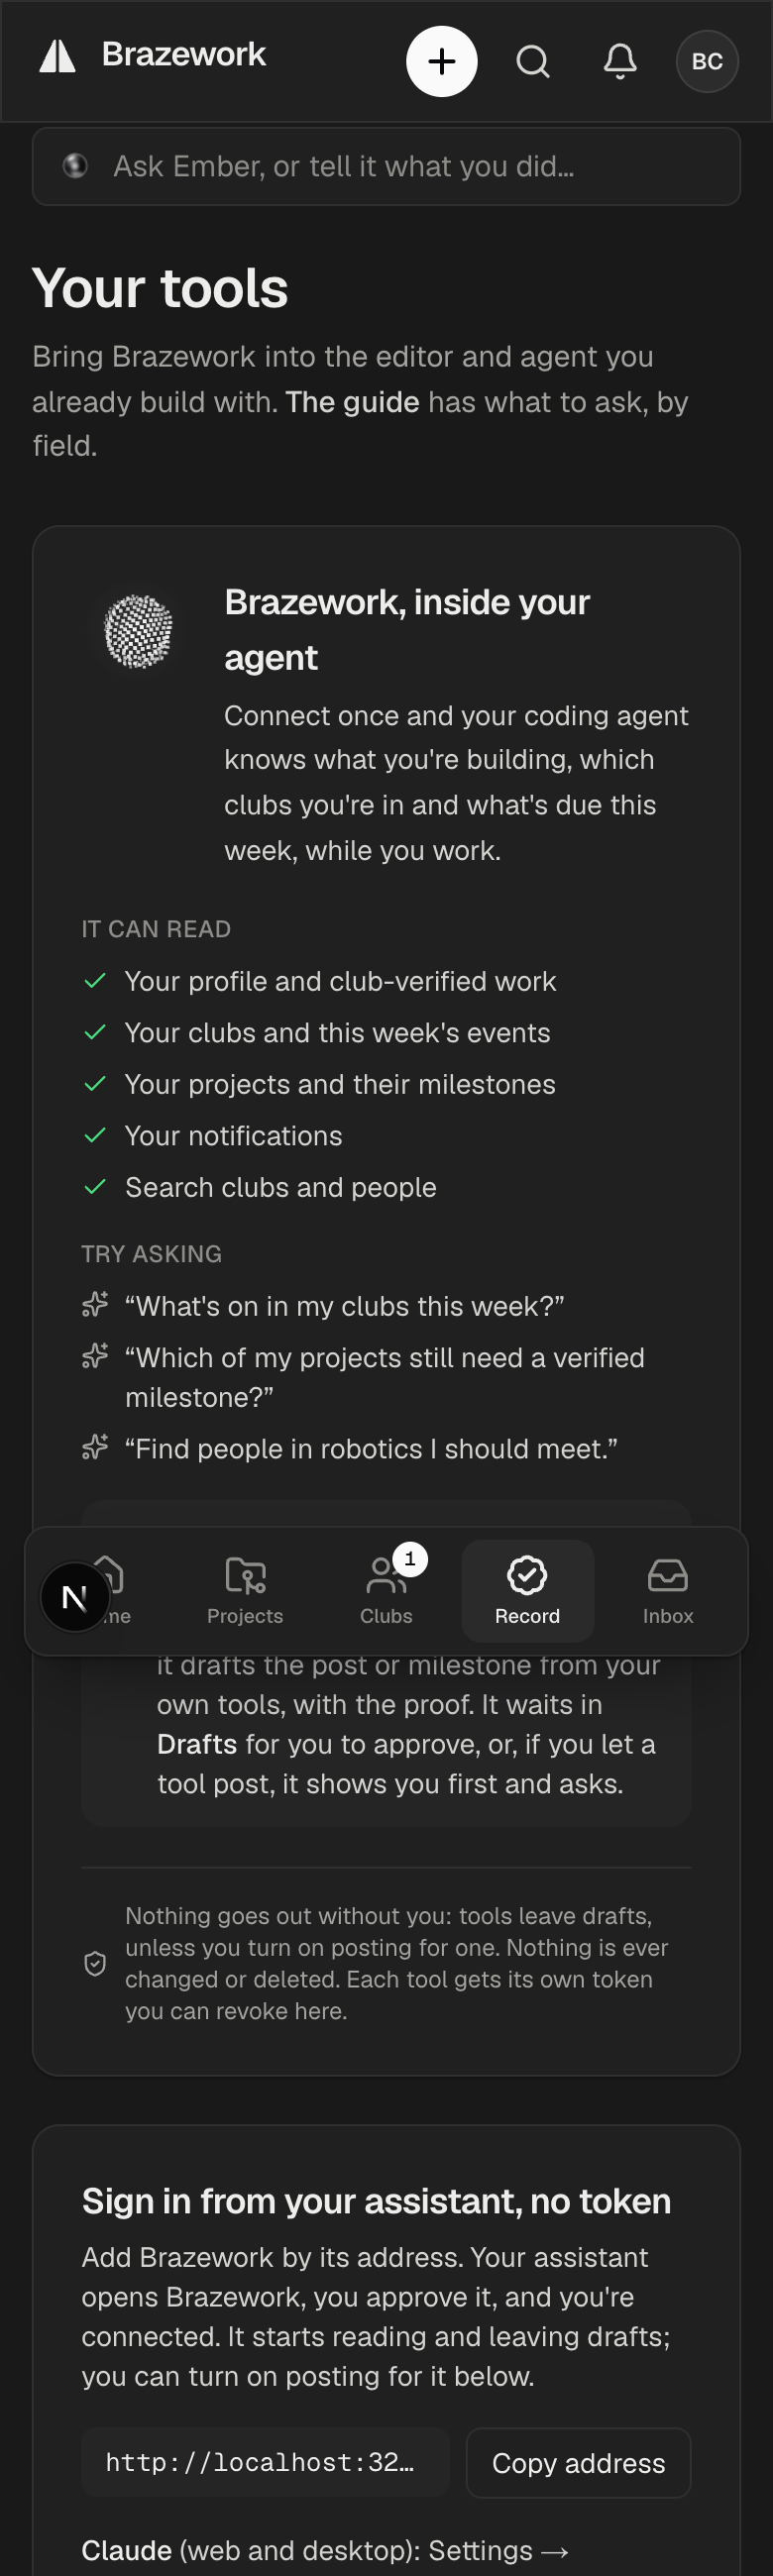 Brazework
BC
Ask Ember, or tell it what you did...
Your tools
Bring Brazework into the editor and agent you
already build with. The guide has what to ask, by
field.
Brazework, inside your
agent
Connect once and your coding agent
knows what you're building, which
clubs you're in and what's due this
week, while you work.
IT CAN READ
Your profile and club-verified work
Your clubs and this week's events
Your projects and their milestones
Your notifications
Search clubs and people
TRY ASKING
“What's on in my clubs this week?”
“Which of my projects still need a verified
milestone?”
“Find people in robotics I should meet.”
1
N
me
Projects
Clubs
Record
Inbox
it drafts the post or milestone from your
own tools, with the proof. It waits in
Drafts for you to approve, or, if you let a
tool post, it shows you first and asks.
Nothing goes out without you: tools leave drafts,
unless you turn on posting for one. Nothing is ever
changed or deleted. Each tool gets its own token
you can revoke here.
Sign in from your assistant, no token
Add Brazework by its address. Your assistant
opens Brazework, you approve it, and you're
connected. It starts reading and leaving drafts;
you can turn on posting for it below.
http://localhost:32…
Copy address
Claude (web and desktop): Settings →